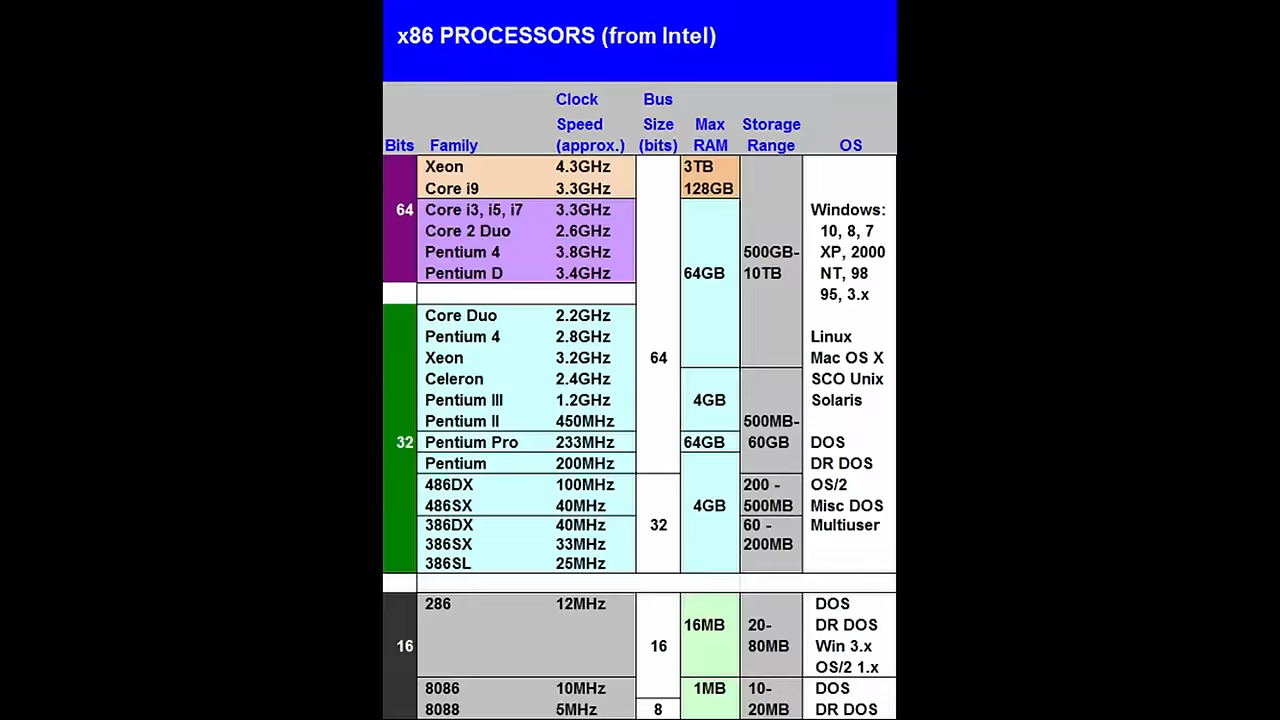 x86 PROCESSORS (from Intel)
Clock Bus
Speed Size Max Storage
Bits Family (approx.) (bits) RAM Range OS
Xeon 4.3GHz 3TB
Core i9 3.3GHz 128GB
64 Core i3, i5, i7 3.3GHz Windows:
Core 2 Duo 2.6GHz 10, 8, 7
Pentium 4 3.8GHz 500GB- XP, 2000
Pentium D 3.4GHz 64GB 10TB NT, 98
95, 3.x
Core Duo 2.2GHz
Pentium 4 2.8GHz Linux
Xeon 3.2GHz 64 Mac OS X
Celeron 2.4GHz SCO Unix
Pentium III 1.2GHz 4GB Solaris
Pentium II 450MHz 500MB-
32 Pentium Pro 233MHz 64GB 60GB DOS
Pentium 200MHz DR DOS
486DX 100MHz 200 - OS/2
486SX 40MHz 4GB 500MB Misc DOS
386DX 40MHz 32 60 - Multiuser
386SX 33MHz 200MB
386SL 25MHz
286 12MHz DOS
16MB 20- DR DOS
16 16 80MB Win 3.x
OS/2 1.x
8086 10MHz 1MB 10- DOS
8088 5MHz 8 20MB DR DOS